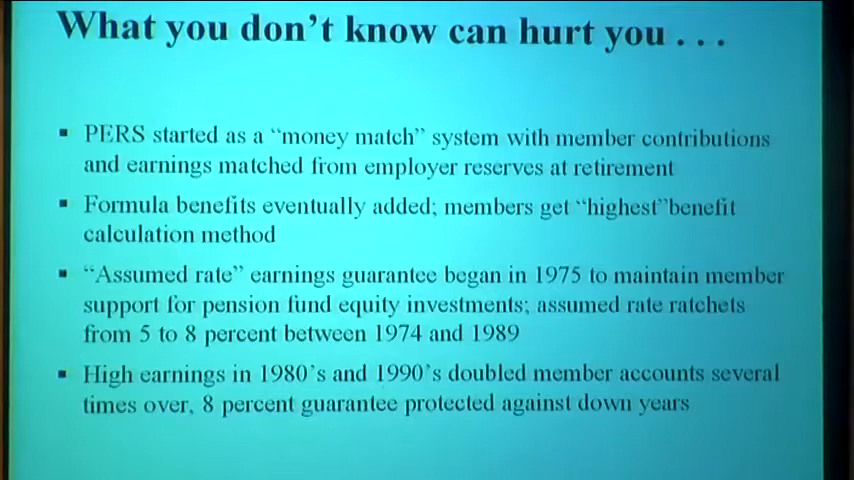 What you don't know can hurt you . . .
▪ PERS started as a “money match” system with member contributions
and earnings matched from employer reserves at retirement
▪ Formula benefits eventually added; members get “highest”benefit
calculation method
▪ “Assumed rate” earnings guarantee began in 1975 to maintain member
support for pension fund equity investments; assumed rate ratchets
from 5 to 8 percent between 1974 and 1989
▪ High earnings in 1980's and 1990's doubled member accounts several
times over, 8 percent guarantee protected against down years